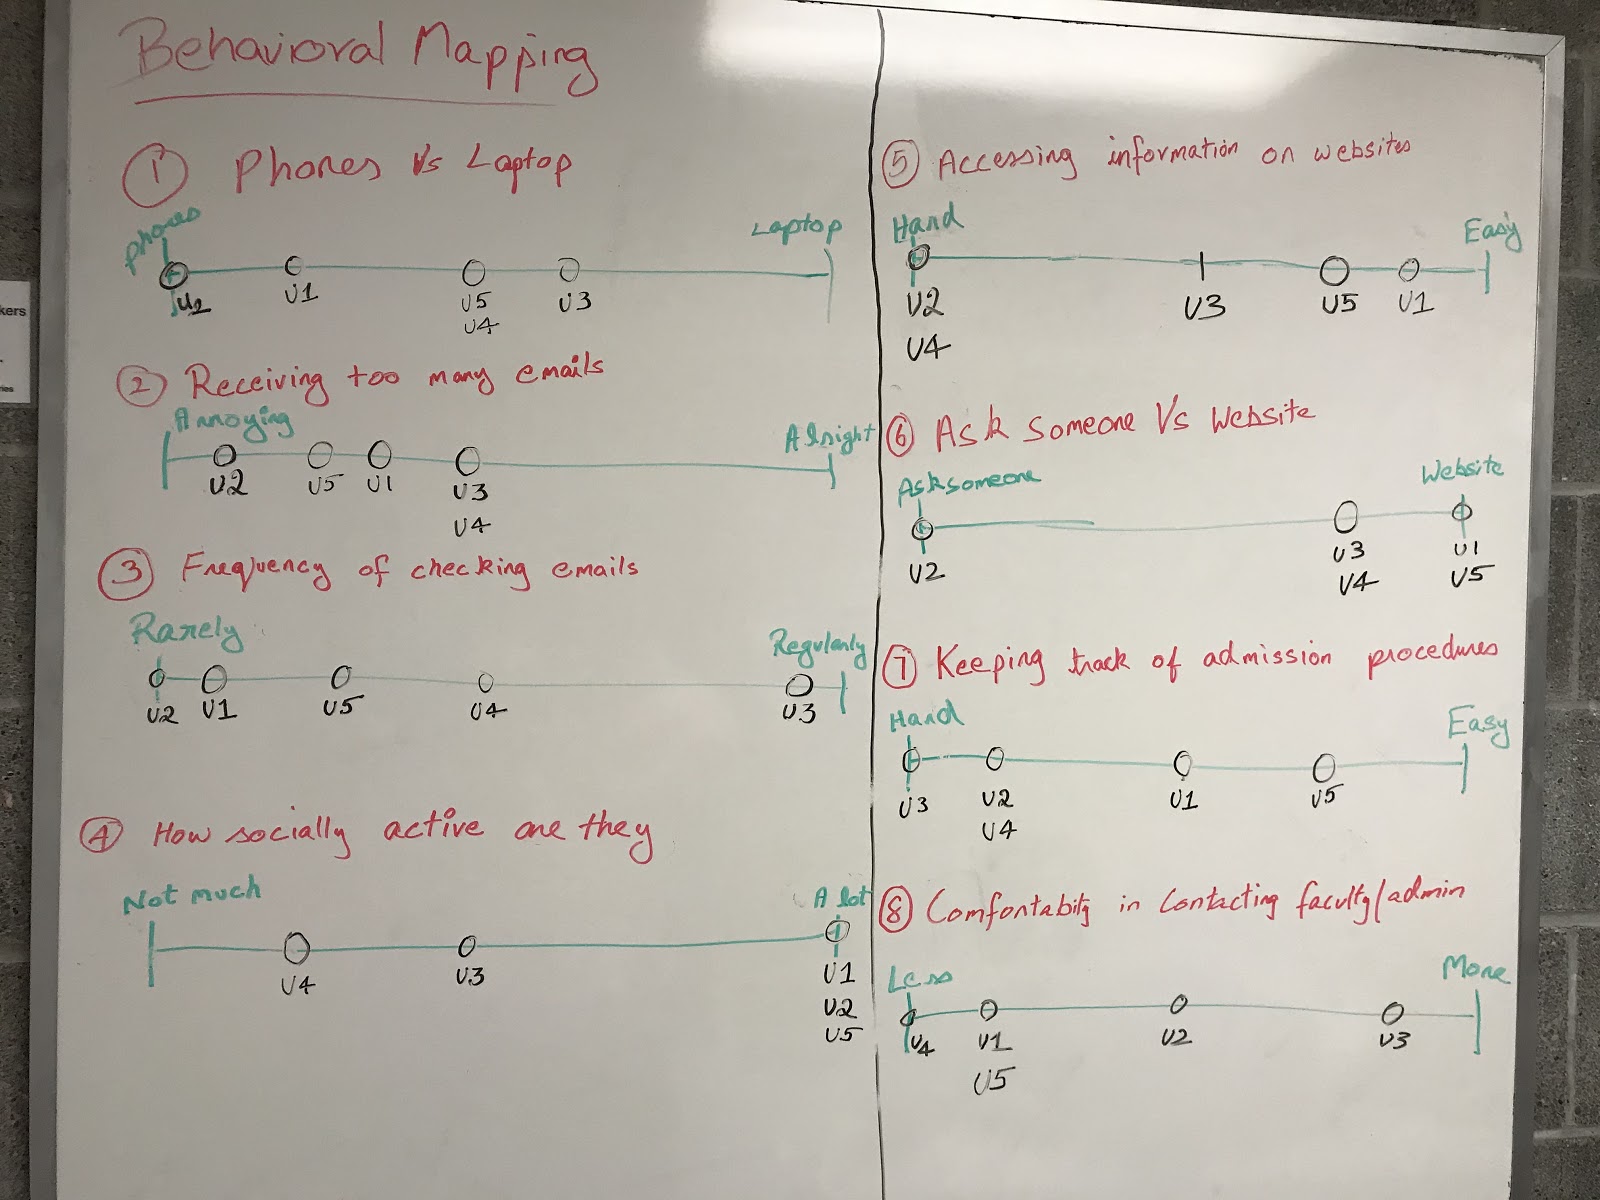 Behavioral Mapping
① Phones Vs Laptop
Phones Laptop
U2 U1 U5 U3
U4
② Receiving too many emails
Annoying Alright
U2 U5 U1 U3
U4
③ Frequency of checking emails
Rarely Regularly
U2 U1 U5 U4 U3
④ How socially active are they
Not much A lot
U4 U3 U1
U2
U5
⑤ Accessing information on websites
Hard Easy
U2 U3 U5 U1
U4
⑥ Ask someone Vs Website
Ask someone Website
U2 U3 U1
U4 U5
⑦ Keeping track of admission procedures
Hard Easy
U3 U2 U1 U5
U4
⑧ Comfortability in contacting faculty/admin
Less More
U4 U1 U2 U3
U5
kers
ries